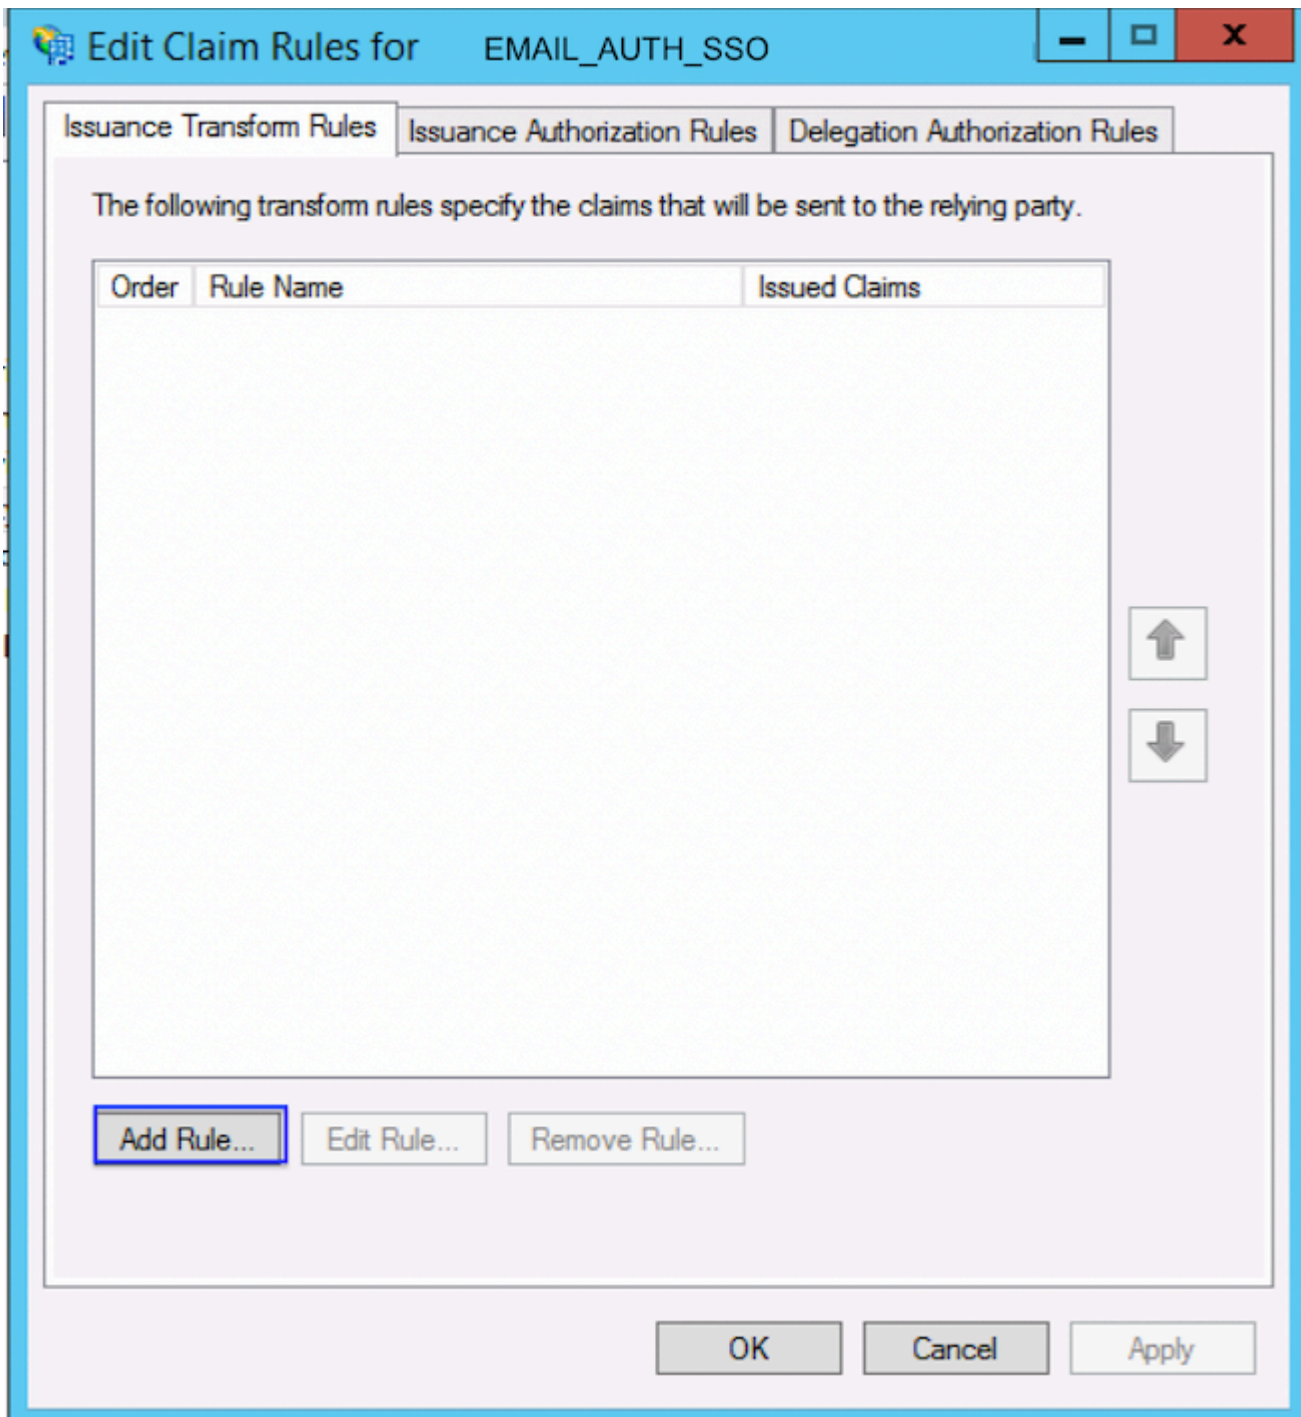 Edit Claim Rules for EMAIL_AUTH_SSO
Issuance Transform Rules Issuance Authorization Rules Delegation Authorization Rules
The following transform rules specify the claims that will be sent to the relying party.
Order Rule Name Issued Claims
Add Rule... Edit Rule... Remove Rule...
OK Cancel Apply